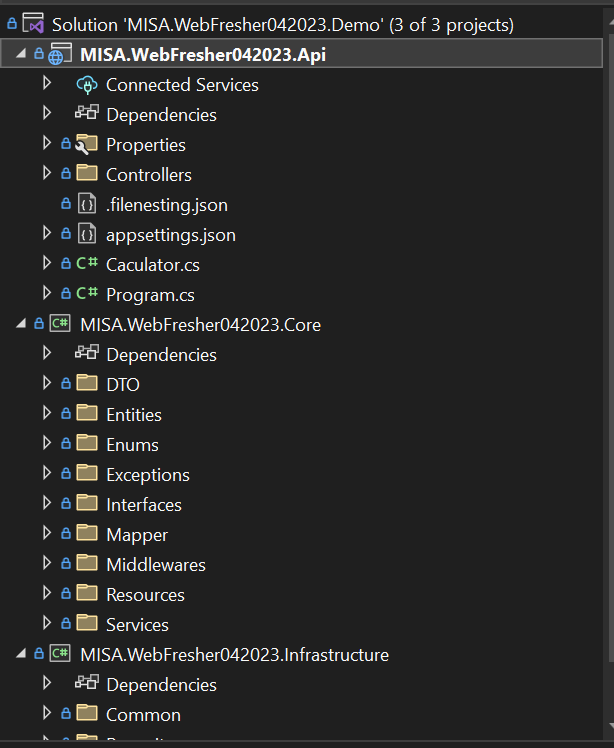 Solution 'MISA.WebFresher042023.Demo' (3 of 3 projects)
MISA.WebFresher042023.Api
Connected Services
Dependencies
Properties
Controllers
.filenesting.json
appsettings.json
C# Caculator.cs
C# Program.cs
C# MISA.WebFresher042023.Core
Dependencies
DTO
Entities
Enums
Exceptions
Interfaces
Mapper
Middlewares
Resources
Services
C# MISA.WebFresher042023.Infrastructure
Dependencies
Common